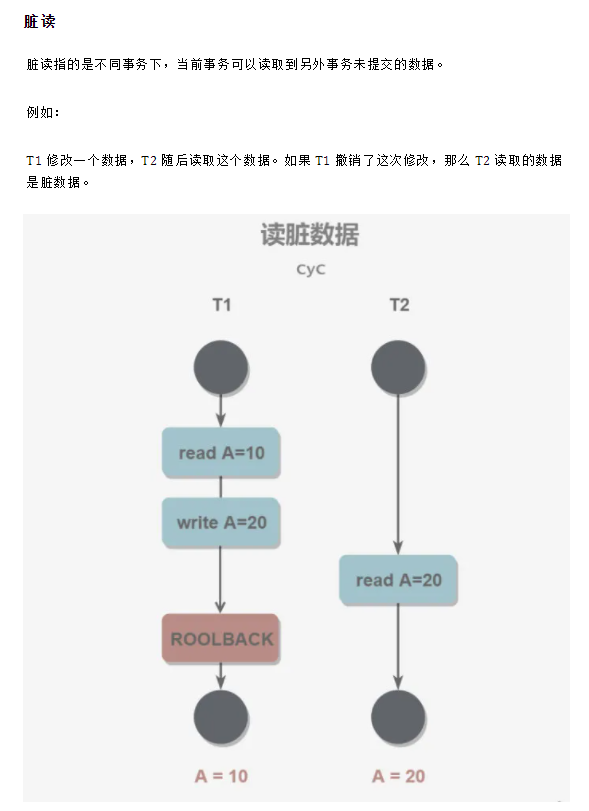 脏读
脏读指的是不同事务下，当前事务可以读取到另外事务未提交的数据。
例如：
T1 修改一个数据，T2 随后读取这个数据。如果 T1 撤销了这次修改，那么 T2 读取的数据
是脏数据。
读脏数据
CyC
T1 T2
read A=10
write A=20
read A=20
ROOLBACK
A = 10 A = 20